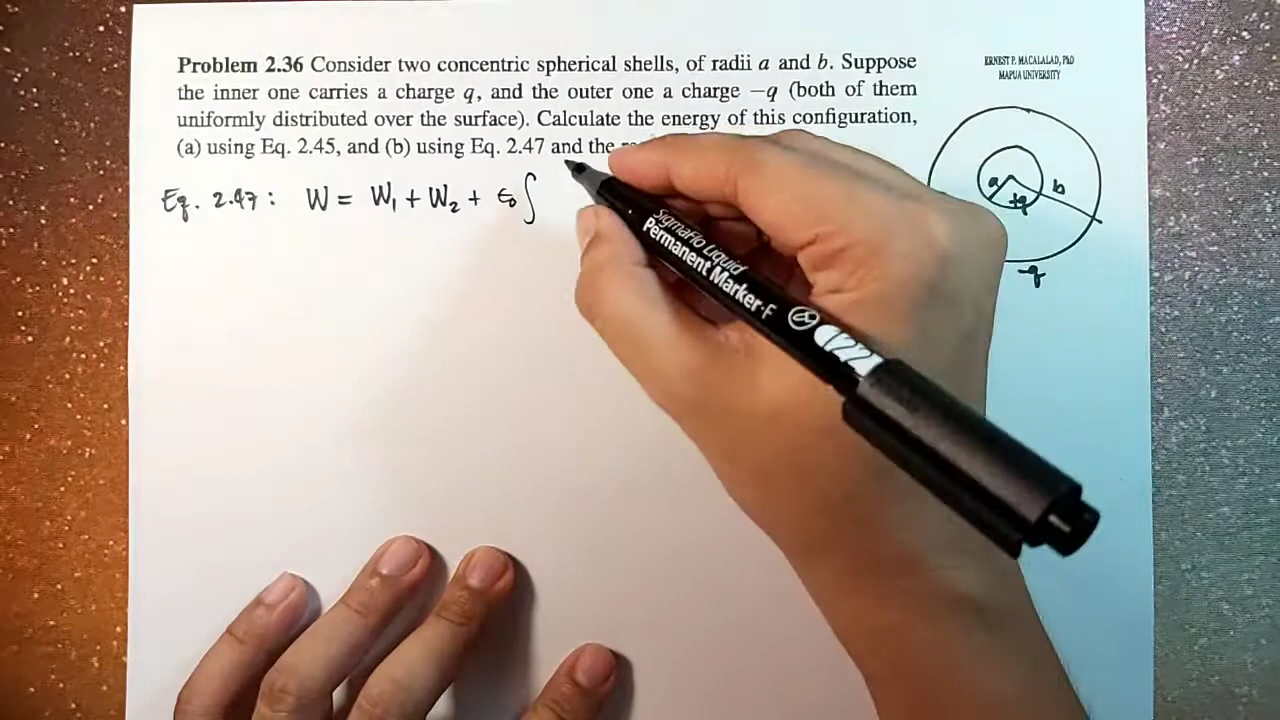 Problem 2.36 Consider two concentric spherical shells, of radii a and b. Suppose
the inner one carries a charge q, and the outer one a charge −q (both of them
uniformly distributed over the surface). Calculate the energy of this configuration,
(a) using Eq. 2.45, and (b) using Eq. 2.47 and the
ERNEST P. MACALALAD, PhD
MAPUA UNIVERSITY
Eq. 2.47 : W = W₁ + W₂ + ε₀ ∫
a b
+q
-q
SigmaFlo Liquid
Permanent Marker·F